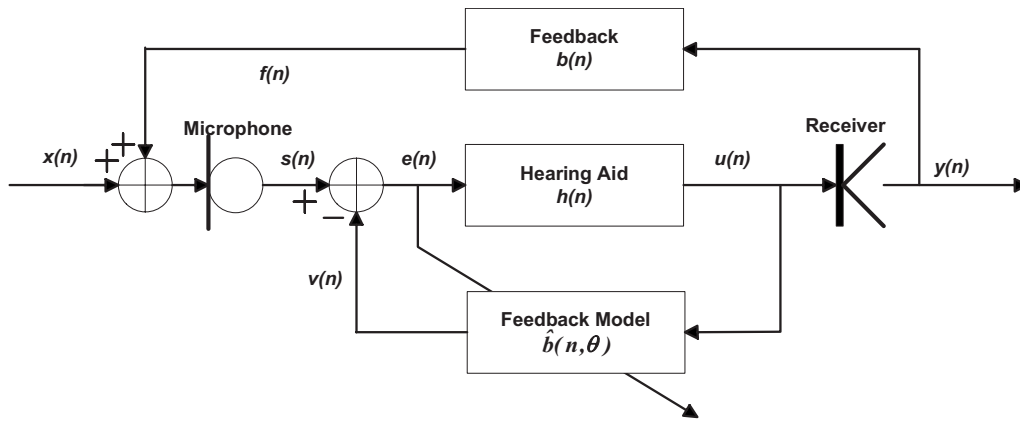 Feedback
b(n)
f(n)
Microphone
Receiver
x(n)
+
+
s(n)
e(n)
Hearing Aid
h(n)
u(n)
y(n)
+
−
v(n)
Feedback Model
b̂(n,θ)